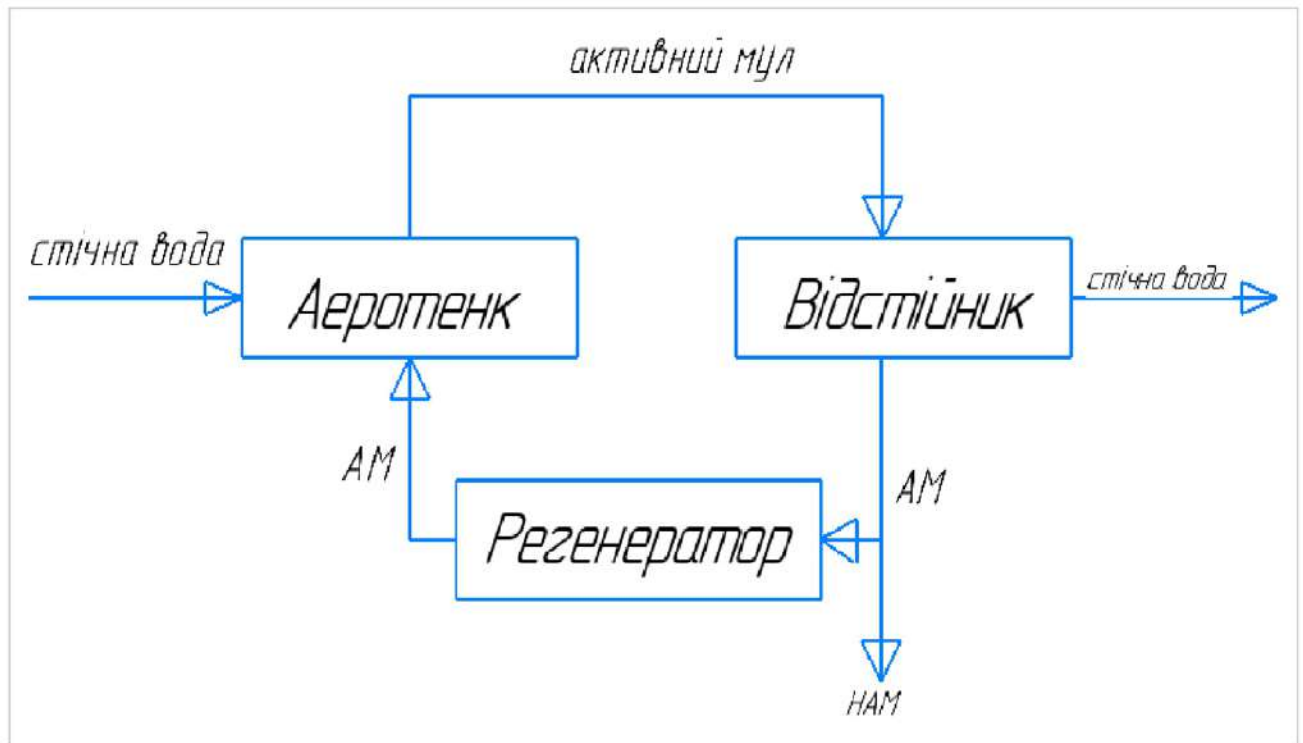 активний мул
стічна вода
Аеротенк
Відстійник
стічна вода
АМ
АМ
Регенератор
НАМ